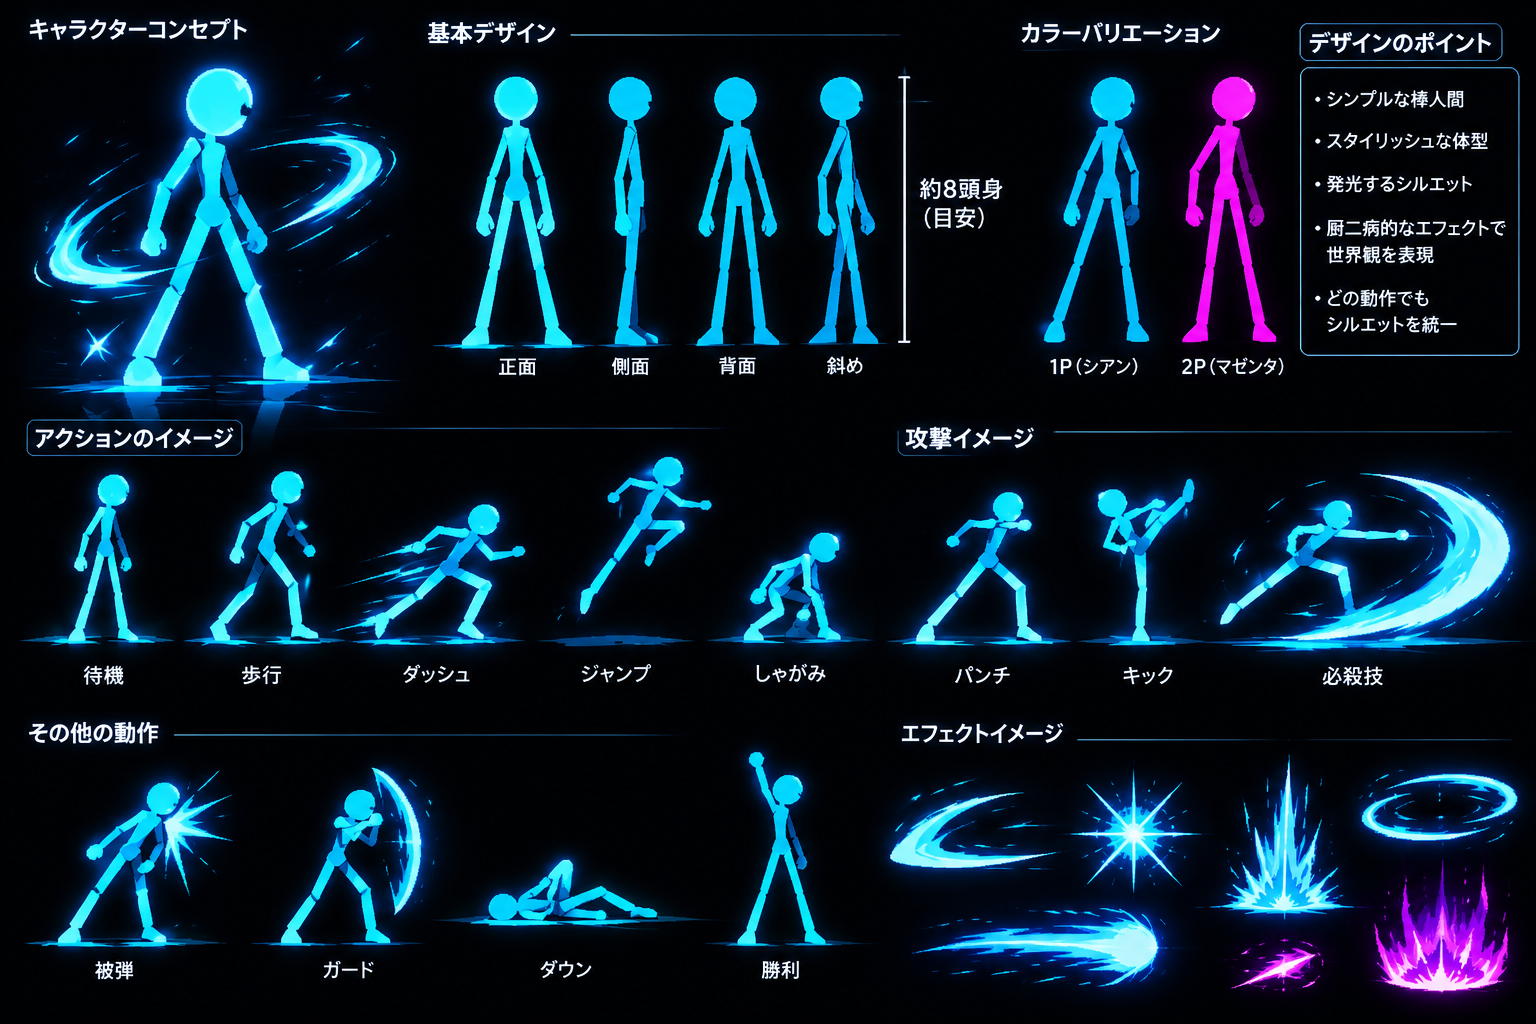 キャラクターコンセプト
基本デザイン
約8頭身
（目安）
正面
側面
背面
斜め
カラーバリエーション
1P（シアン）
2P（マゼンタ）
デザインのポイント
・シンプルな棒人間
・スタイリッシュな体型
・発光するシルエット
・厨二病的なエフェクトで
世界観を表現
・どの動作でも
シルエットを統一
アクションのイメージ
待機
歩行
ダッシュ
ジャンプ
しゃがみ
攻撃イメージ
パンチ
キック
必殺技
その他の動作
被弾
ガード
ダウン
勝利
エフェクトイメージ